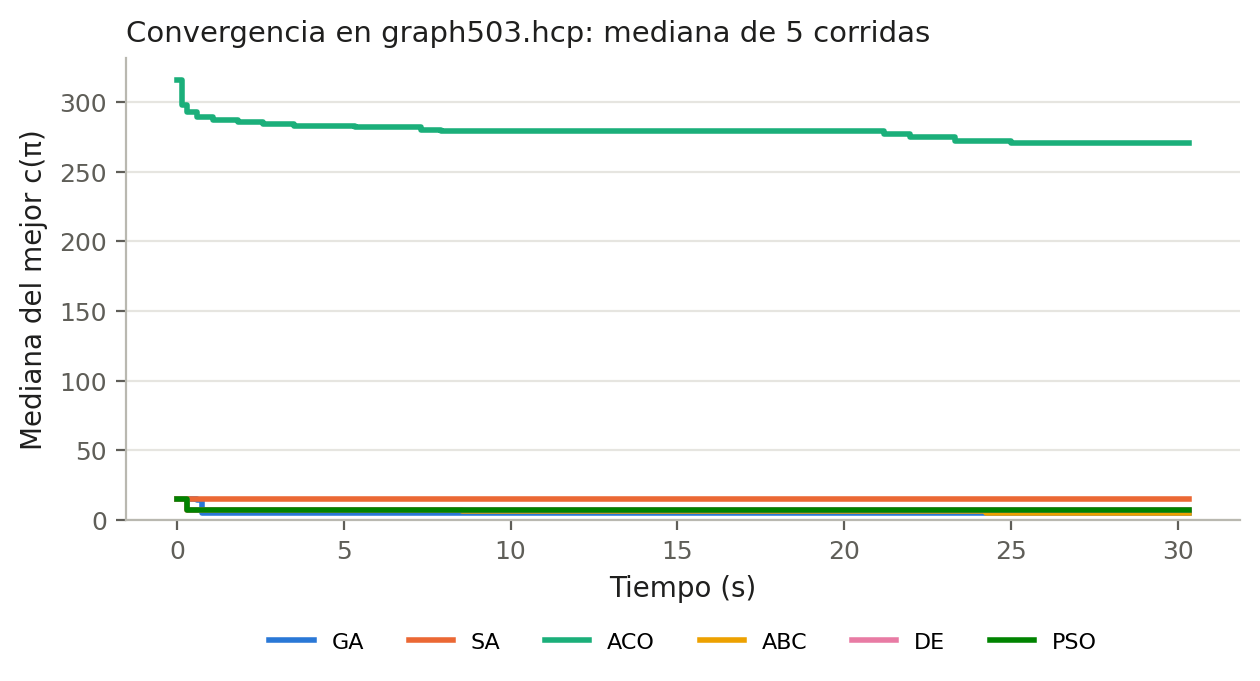 Convergencia en graph503.hcp: mediana de 5 corridas
Mediana del mejor c(π)
300
250
200
150
100
50
0
0 5 10 15 20 25 30
Tiempo (s)
GA SA ACO ABC DE PSO